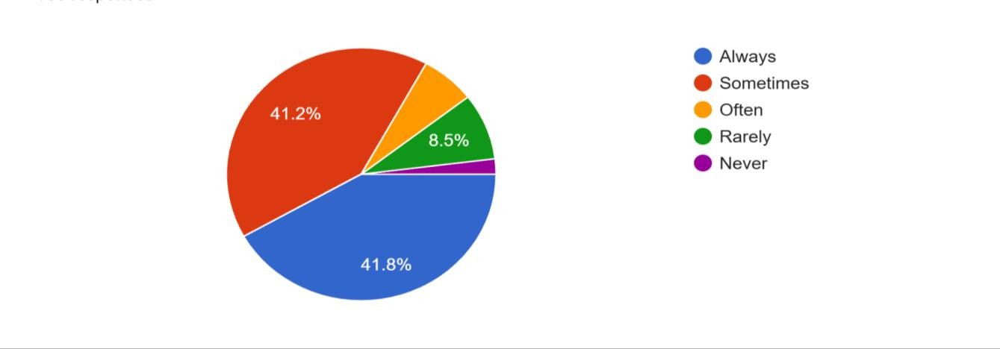 41.2%
8.5%
41.8%
Always
Sometimes
Often
Rarely
Never